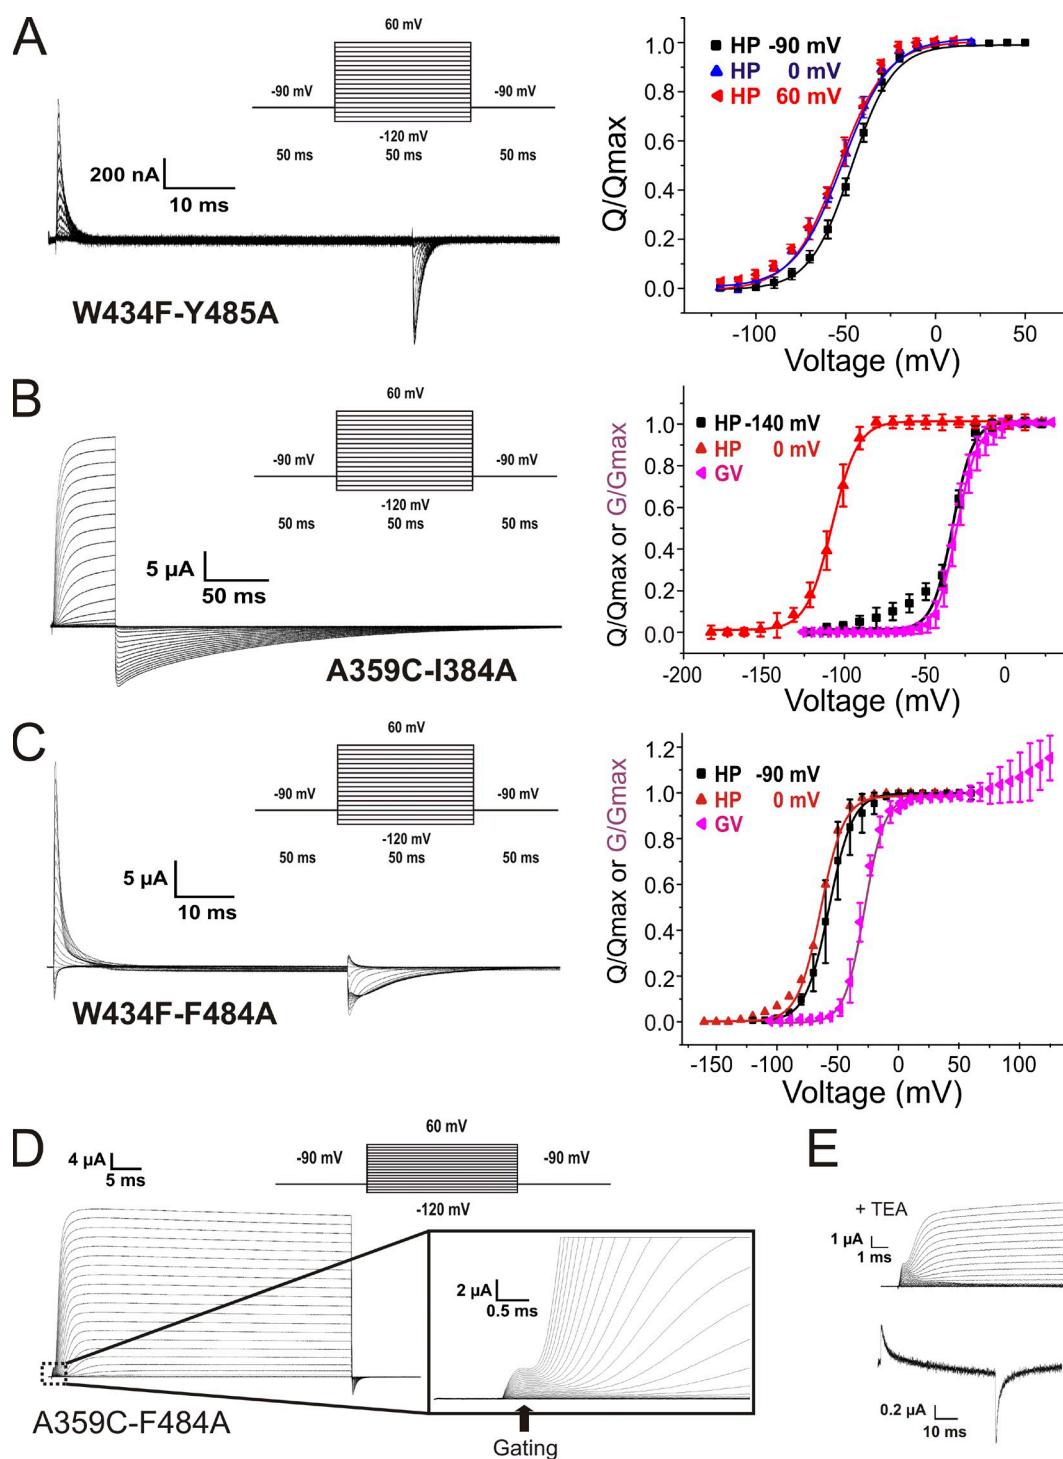 A
60 mV
-90 mV
-90 mV
-120 mV
50 ms
50 ms
50 ms
200 nA
10 ms
W434F-Y485A
HP -90 mV
HP 0 mV
HP 60 mV
Q/Qmax
1.0
0.8
0.6
0.4
0.2
0.0
-100
-50
0
50
Voltage (mV)
B
60 mV
-90 mV
-90 mV
-120 mV
50 ms
50 ms
50 ms
5 µA
50 ms
A359C-I384A
HP -140 mV
HP 0 mV
GV
Q/Qmax or G/Gmax
1.0
0.8
0.6
0.4
0.2
0.0
-200
-150
-100
-50
0
Voltage (mV)
C
60 mV
-90 mV
-90 mV
-120 mV
50 ms
50 ms
50 ms
5 µA
10 ms
W434F-F484A
HP -90 mV
HP 0 mV
GV
Q/Qmax or G/Gmax
1.2
1.0
0.8
0.6
0.4
0.2
0.0
-150
-100
-50
0
50
100
Voltage (mV)
D
4 µA
5 ms
60 mV
-90 mV
-90 mV
-120 mV
2 µA
0.5 ms
A359C-F484A
Gating
E
+ TEA
1 µA
1 ms
0.2 µA
10 ms